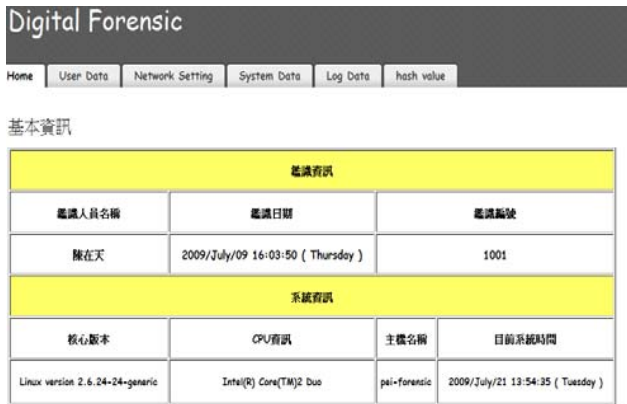 Digital Forensic
Home User Data Network Setting System Data Log Data hash value
基本資訊
鑑識資訊
鑑識人員名稱 鑑識日期 鑑識編號
陳在天 2009/July/09 16:03:50 ( Thursday ) 1001
系統資訊
核心版本 CPU資訊 主機名稱 目前系統時間
Linux version 2.6.24-24-generic Intel(R) Core(TM)2 Duo pei-forensic 2009/July/21 13:54:35 ( Tuesday )